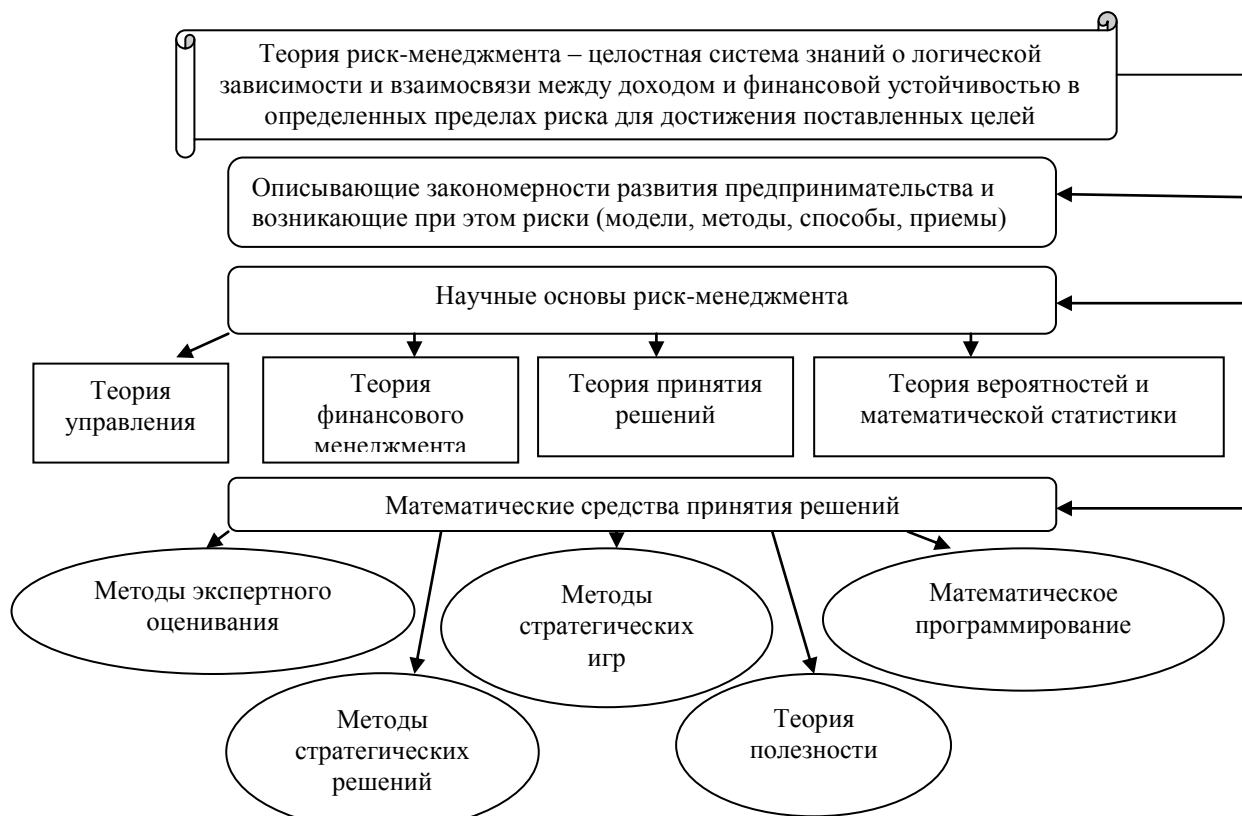 Теория риск-менеджмента – целостная система знаний о логической
зависимости и взаимосвязи между доходом и финансовой устойчивостью в
определенных пределах риска для достижения поставленных целей
Описывающие закономерности развития предпринимательства и
возникающие при этом риски (модели, методы, способы, приемы)
Научные основы риск-менеджмента
Теория
управления
Теория
финансового
менеджмента
Теория принятия
решений
Теория вероятностей и
математической статистики
Математические средства принятия решений
Методы экспертного
оценивания
Методы
стратегических
игр
Математическое
программирование
Методы
стратегических
решений
Теория
полезности